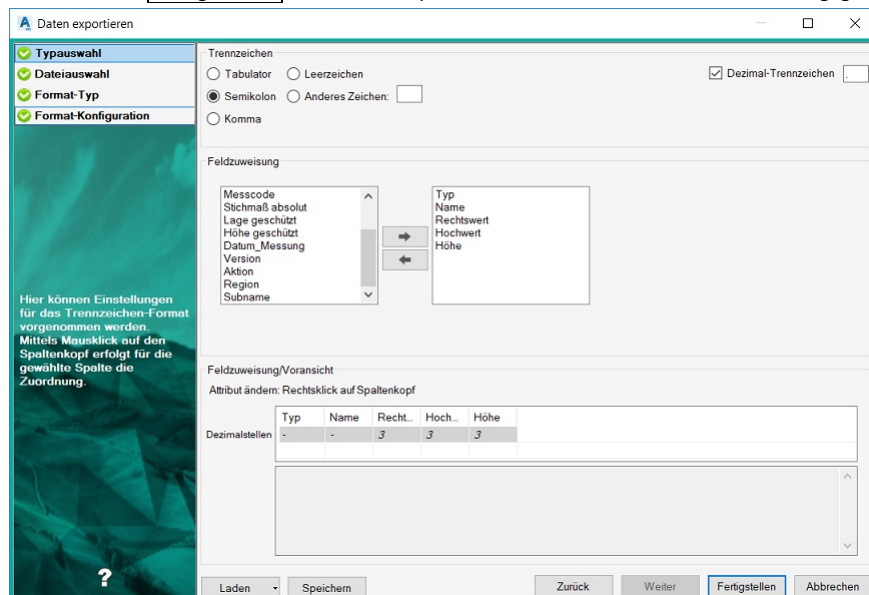 Daten exportieren
Typauswahl
Dateiauswahl
Format-Typ
Format-Konfiguration
Hier können Einstellungen
für das Trennzeichen-Format
vorgenommen werden.
Mittels Mausklick auf den
Spaltenkopf erfolgt für die
gewählte Spalte die
Zuordnung.
?
Trennzeichen
Tabulator Leerzeichen
Semikolon Anderes Zeichen:
Komma
Dezimal-Trennzeichen .
Feldzuweisung
Messcode
Stichmaß absolut
Lage geschützt
Höhe geschützt
Datum_Messung
Version
Aktion
Region
Subname
Typ
Name
Rechtswert
Hochwert
Höhe
Feldzuweisung/Voransicht
Attribut ändern: Rechtsklick auf Spaltenkopf
Typ Name Recht... Hoch... Höhe
Dezimalstellen - - 3 3 3
Laden Speichern Zurück Weiter Fertigstellen Abbrechen